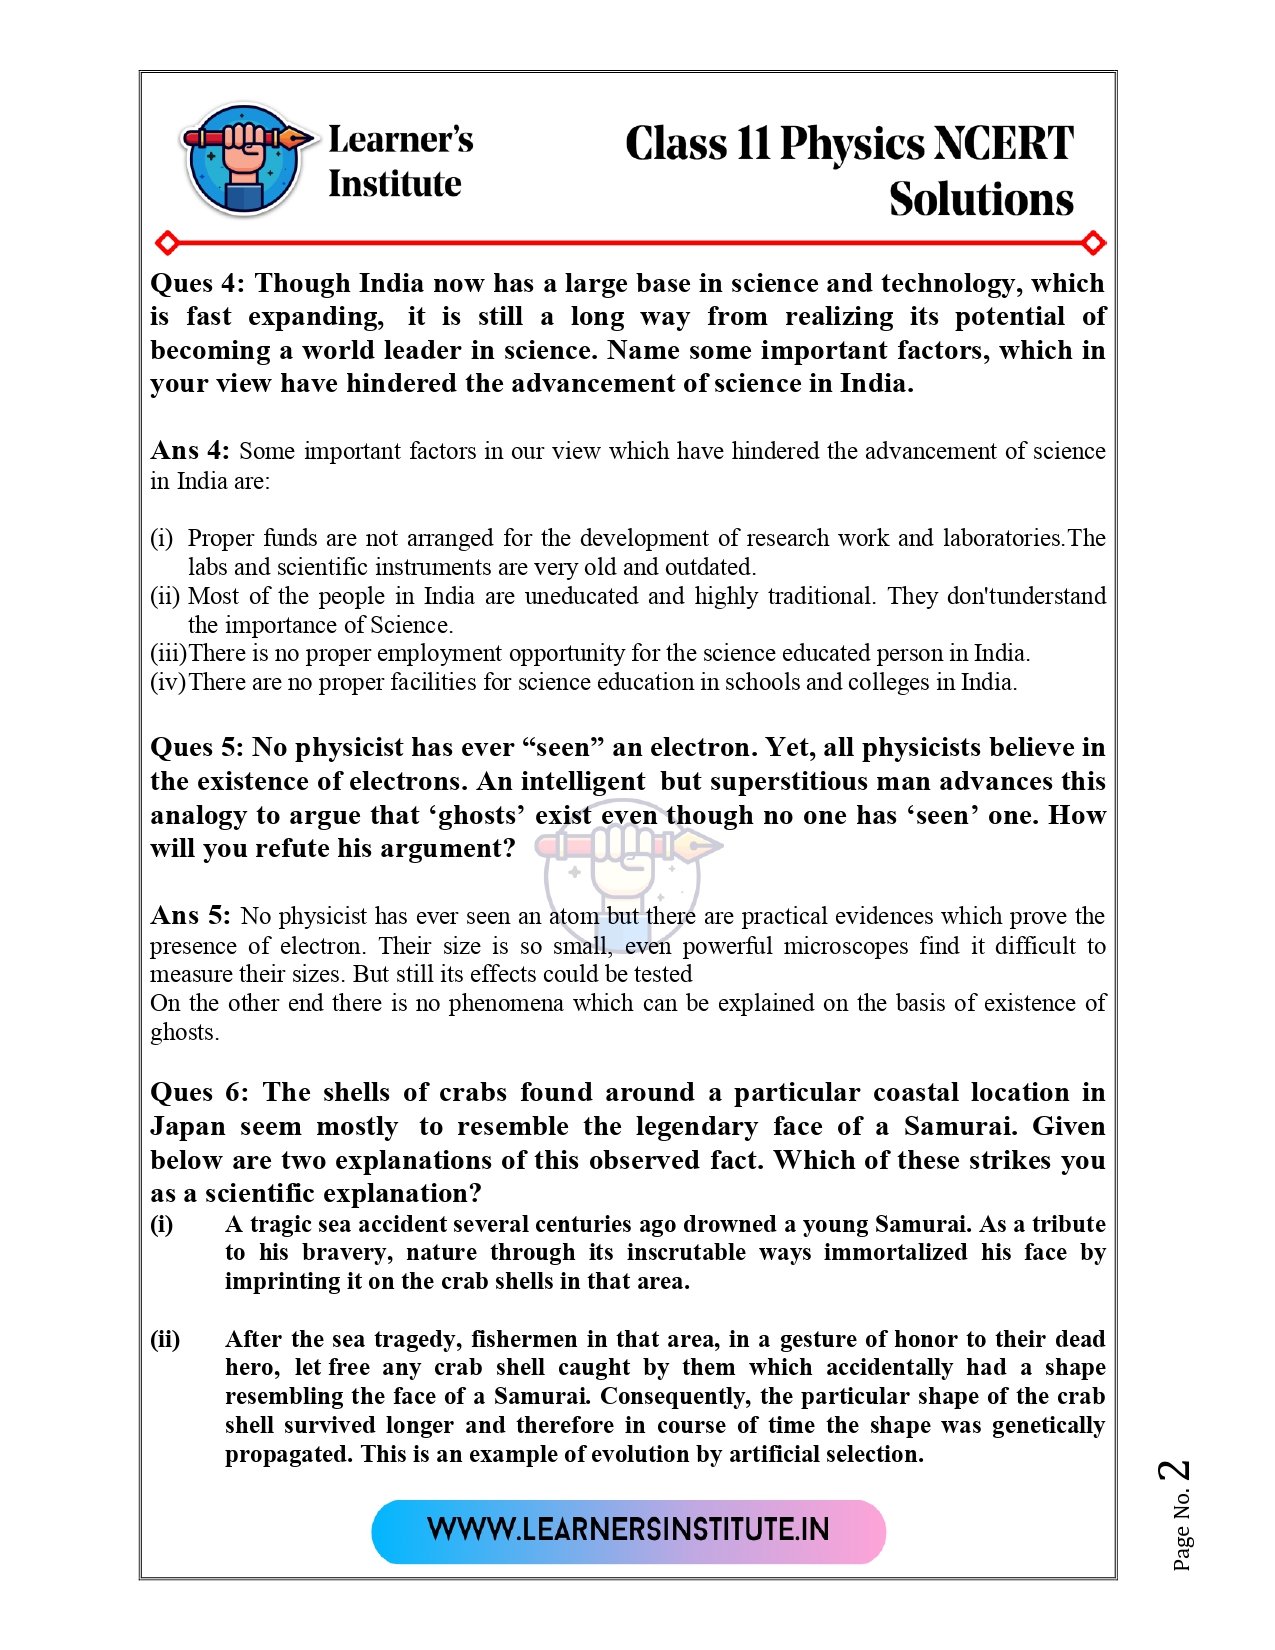 Learner's
Institute
Class 11 Physics NCERT
Solutions
Ques 4: Though India now has a large base in science and technology, which
is fast expanding, it is still a long way from realizing its potential of
becoming a world leader in science. Name some important factors, which in
your view have hindered the advancement of science in India.
Ans 4: Some important factors in our view which have hindered the advancement of science
in India are:
(i) Proper funds are not arranged for the development of research work and laboratories.The
labs and scientific instruments are very old and outdated.
(ii) Most of the people in India are uneducated and highly traditional. They don'tunderstand
the importance of Science.
(iii)There is no proper employment opportunity for the science educated person in India.
(iv)There are no proper facilities for science education in schools and colleges in India.
Ques 5: No physicist has ever “seen” an electron. Yet, all physicists believe in
the existence of electrons. An intelligent but superstitious man advances this
analogy to argue that ‘ghosts’ exist even though no one has ‘seen’ one. How
will you refute his argument?
Ans 5: No physicist has ever seen an atom but there are practical evidences which prove the
presence of electron. Their size is so small, even powerful microscopes find it difficult to
measure their sizes. But still its effects could be tested
On the other end there is no phenomena which can be explained on the basis of existence of
ghosts.
Ques 6: The shells of crabs found around a particular coastal location in
Japan seem mostly to resemble the legendary face of a Samurai. Given
below are two explanations of this observed fact. Which of these strikes you
as a scientific explanation?
(i) A tragic sea accident several centuries ago drowned a young Samurai. As a tribute
to his bravery, nature through its inscrutable ways immortalized his face by
imprinting it on the crab shells in that area.
(ii) After the sea tragedy, fishermen in that area, in a gesture of honor to their dead
hero, let free any crab shell caught by them which accidentally had a shape
resembling the face of a Samurai. Consequently, the particular shape of the crab
shell survived longer and therefore in course of time the shape was genetically
propagated. This is an example of evolution by artificial selection.
WWW.LEARNERSINSTITUTE.IN
Page No. 2